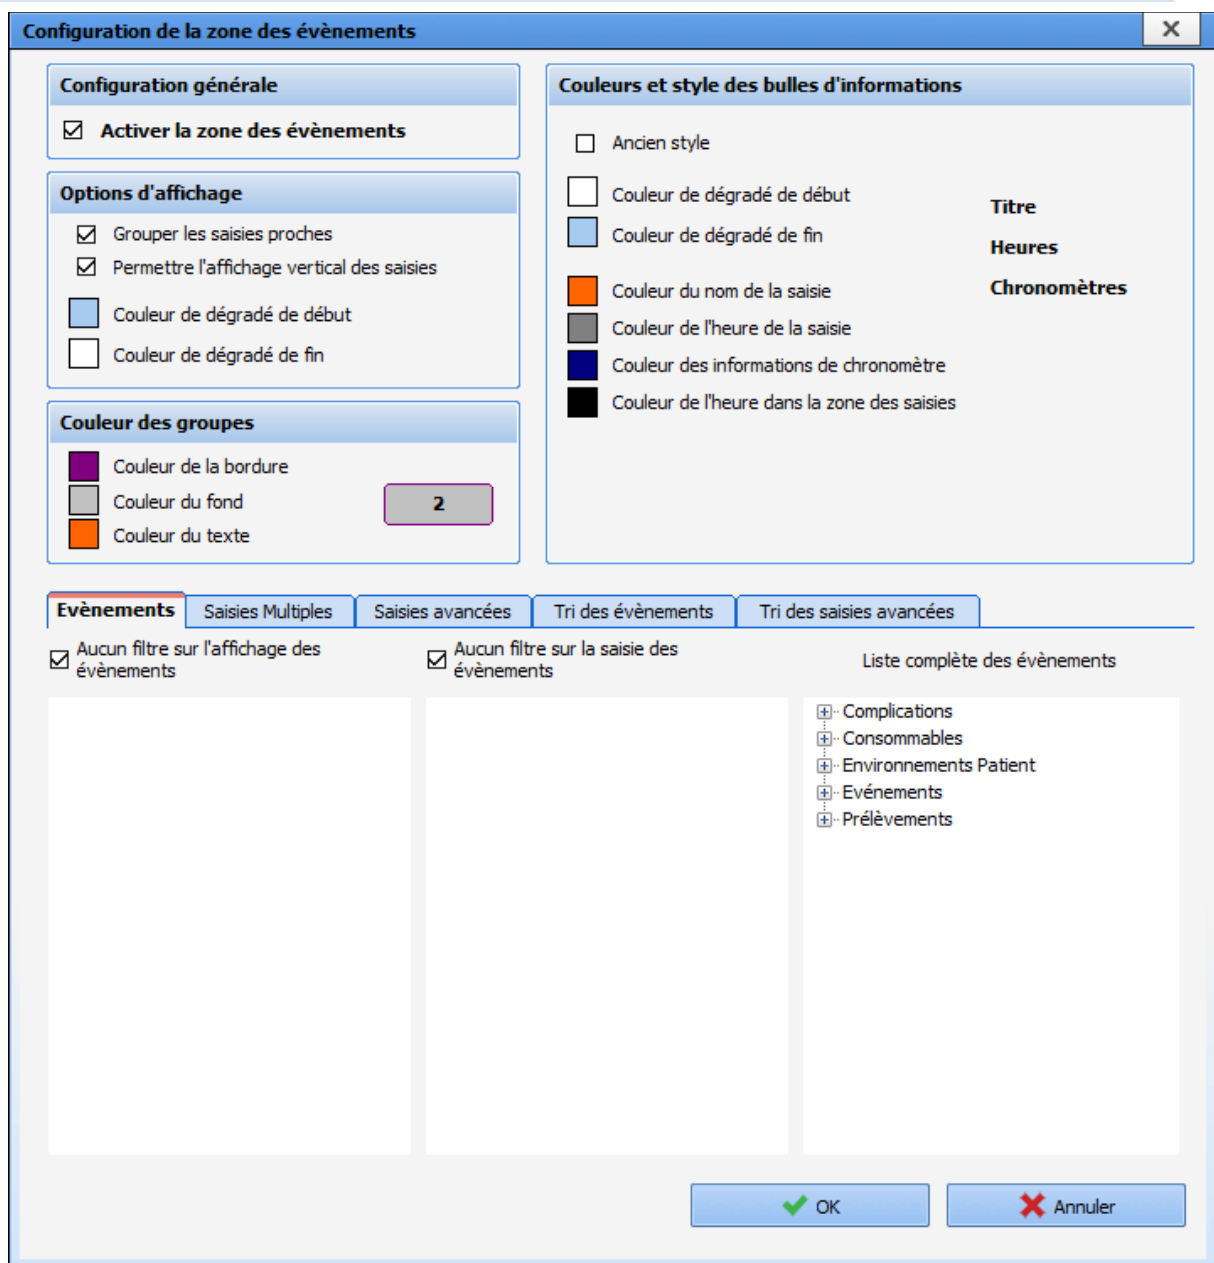 Configuration de la zone des évènements
Configuration générale
Activer la zone des évènements
Options d'affichage
Grouper les saisies proches
Permettre l'affichage vertical des saisies
Couleur de dégradé de début
Couleur de dégradé de fin
Couleur des groupes
Couleur de la bordure
Couleur du fond
Couleur du texte
2
Couleurs et style des bulles d'informations
Ancien style
Couleur de dégradé de début
Couleur de dégradé de fin
Couleur du nom de la saisie
Couleur de l'heure de la saisie
Couleur des informations de chronomètre
Couleur de l'heure dans la zone des saisies
Titre
Heures
Chronomètres
Evènements
Saisies Multiples
Saisies avancées
Tri des évènements
Tri des saisies avancées
Aucun filtre sur l'affichage des
évènements
Aucun filtre sur la saisie des
évènements
Liste complète des évènements
Complications
Consommables
Environnements Patient
Evénements
Prélèvements
OK
Annuler